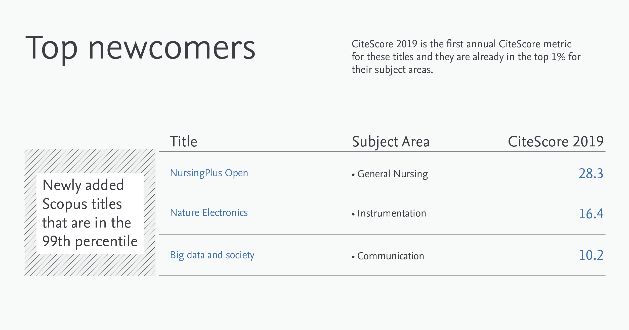 Top newcomers
CiteScore 2019 is the first annual CiteScore metric
for these titles and they are already in the top 1% for
their subject areas.
Title Subject Area CiteScore 2019
Newly added
Scopus titles
that are in the
99th percentile
NursingPlus Open • General Nursing 28.3
Nature Electronics • Instrumentation 16.4
Big data and society • Communication 10.2